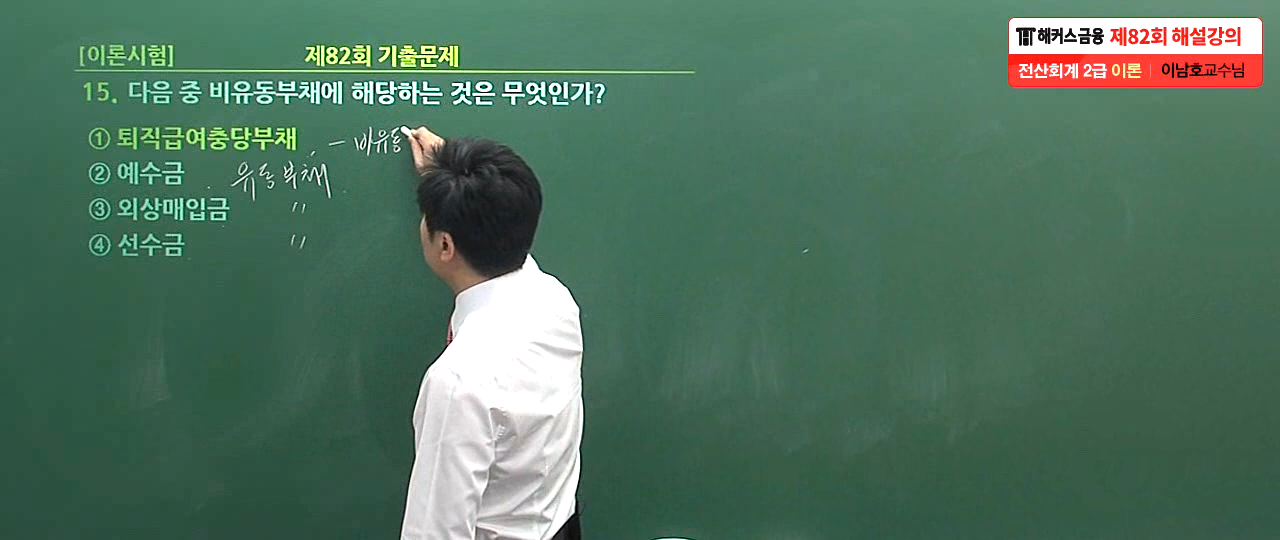 해커스금융 제82회 해설강의
전산회계 2급 이론 | 이남호교수님
[이론시험] 제82회 기출문제
15. 다음 중 비유동부채에 해당하는 것은 무엇인가?
① 퇴직급여충당부채 - 비유동
② 예수금 유동부채
③ 외상매입금 〃
④ 선수금 〃